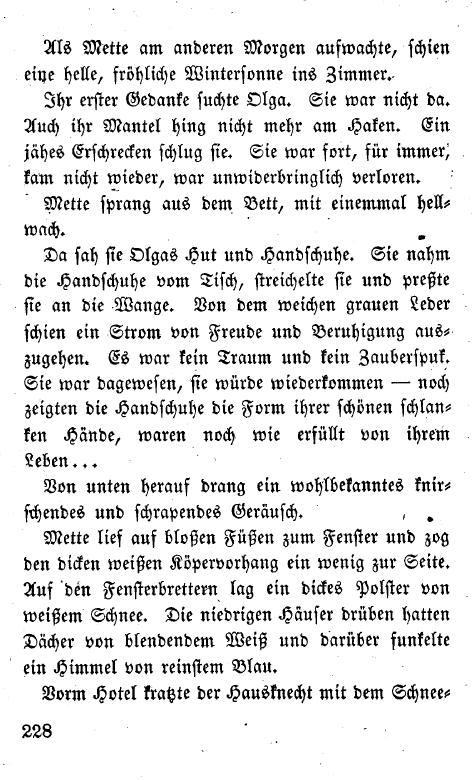 Als Mette am anderen Morgen aufwachte, schien
eine helle, fröhliche Wintersonne ins Zimmer.
Ihr erster Gedanke suchte Olga. Sie war nicht da.
Auch ihr Mantel hing nicht mehr am Haken. Ein
jähes Erschrecken schlug sie. Sie war fort, für immer,
kam nicht wieder, war unwiderbringlich verloren.
Mette sprang aus dem Bett, mit einemmal hell-
wach.
Da sah sie Olgas Hut und Handschuhe. Sie nahm
die Handschuhe vom Tisch, streichelte sie und preßte
sie an die Wange. Von dem weichen grauen Leder
schien ein Strom von Freude und Beruhigung aus-
zugehen. Es war kein Traum und kein Zauberspuk.
Sie war dagewesen, sie würde wiederkommen — noch
zeigten die Handschuhe die Form ihrer schönen schlan-
ken Hände, waren noch wie erfüllt von ihrem
Leben...
Von unten herauf drang ein wohlbekanntes knir-
schendes und schrapendes Geräusch.
Mette lief auf bloßen Füßen zum Fenster und zog
den dicken weißen Köpervorhang ein wenig zur Seite.
Auf den Fensterbrettern lag ein dickes Polster von
weißem Schnee. Die niedrigen Häuser drüben hatten
Dächer von blendendem Weiß und darüber funkelte
ein Himmel von reinstem Blau.
Vorm Hotel kratzte der Hausknecht mit dem Schnee-
228